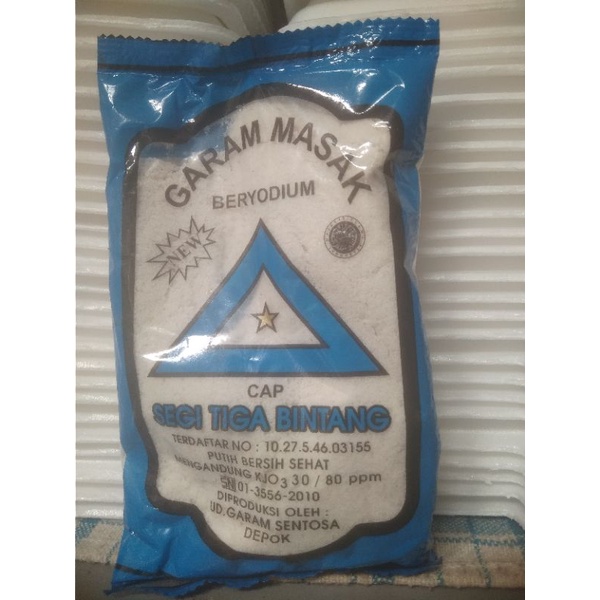 GARAM MASAK
BERYODIUM
NEW
CAP
SEGI TIGA BINTANG
TERDAFTAR NO : 10.27.5.46.03155
PUTIH BERSIH SEHAT
MENGANDUNG KJO3 30 / 80 ppm
SNI 01-3556-2010
DIPRODUKSI OLEH :
UD.GARAM SENTOSA
DEPOK